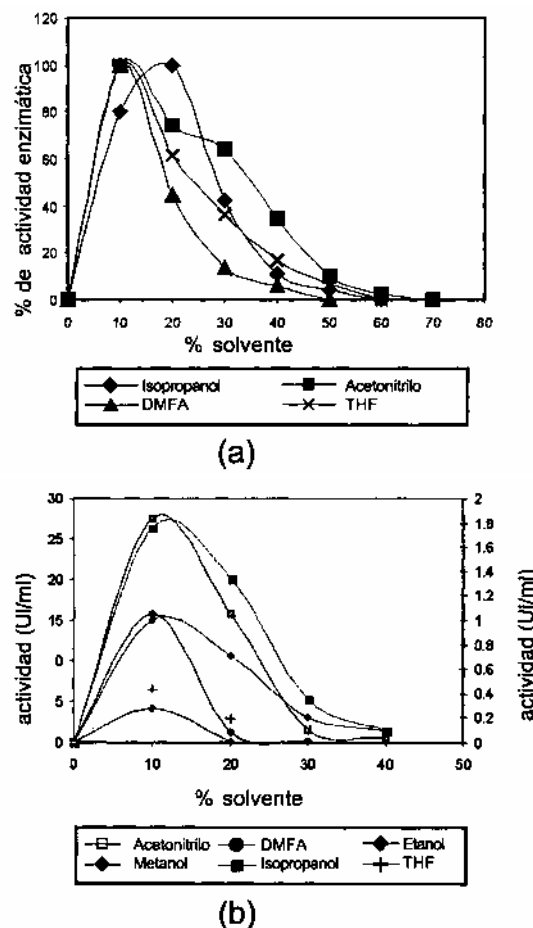 120
100
80
60
40
20
0
% de actividad enzimática
0 10 20 30 40 50 60 70 80
% solvente
Isopropanol Acetonitrilo
DMFA THF
(a)
30 2
25 1.8
20 1.6
15 1.4
0 1.2
5 1
0 0.8
0.6
0.4
0.2
0
actividad (UI/ml)
actividad (UI/ml)
0 10 20 30 40 50
% solvente
Acetonitrilo DMFA Etanol
Metanol Isopropanol THF
(b)